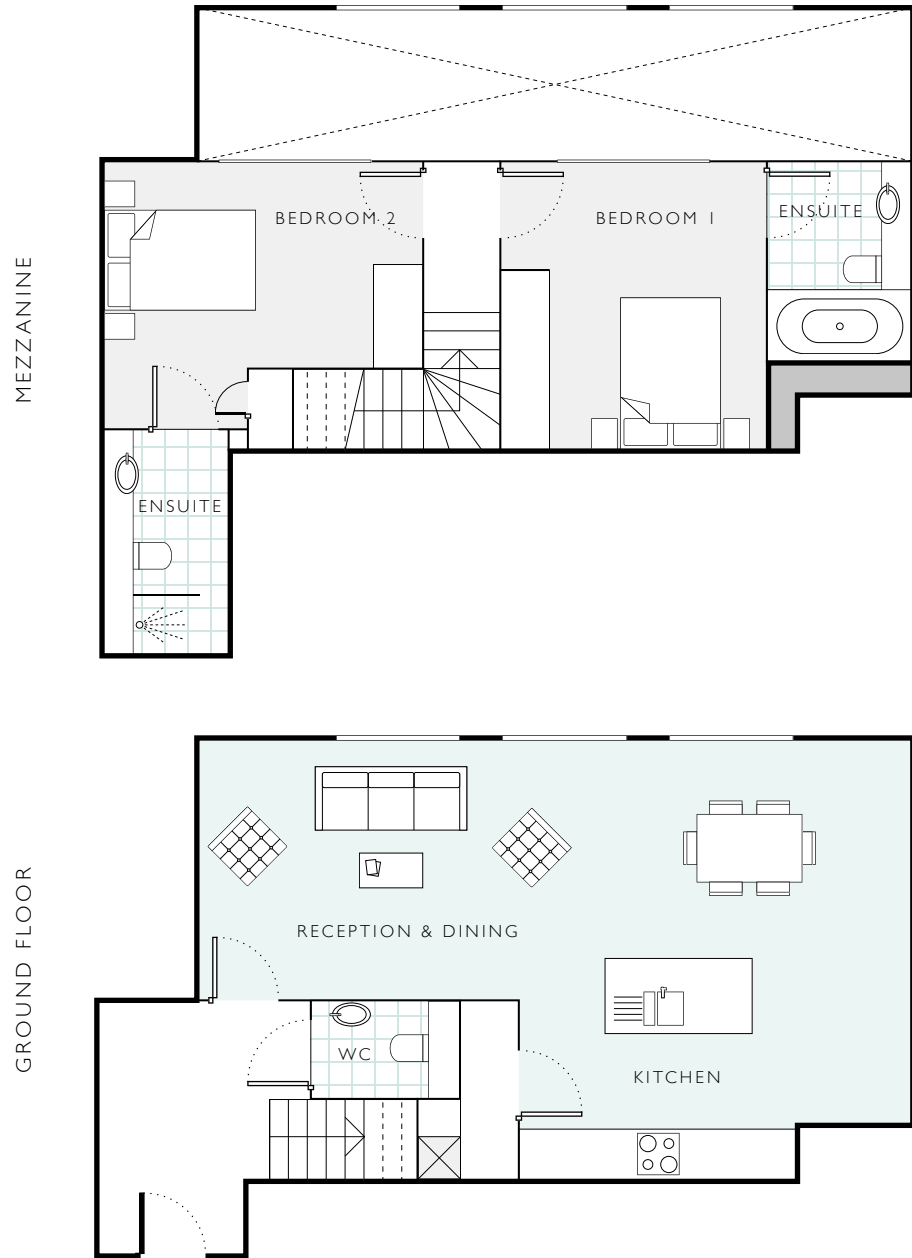 MEZZANINE
BEDROOM 2
BEDROOM 1
ENSUITE
ENSUITE
GROUND FLOOR
RECEPTION & DINING
WC
KITCHEN